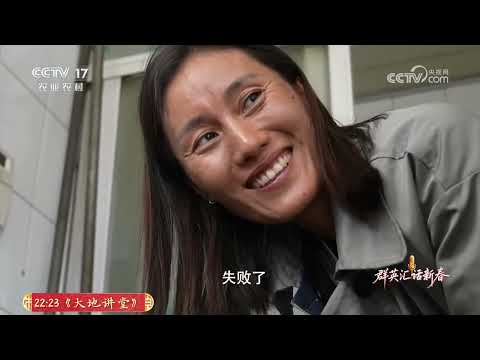 CCTV 17
农业农村
CCTV 央视网
com
失败了
群英汇话新春
22:23《大地讲堂》